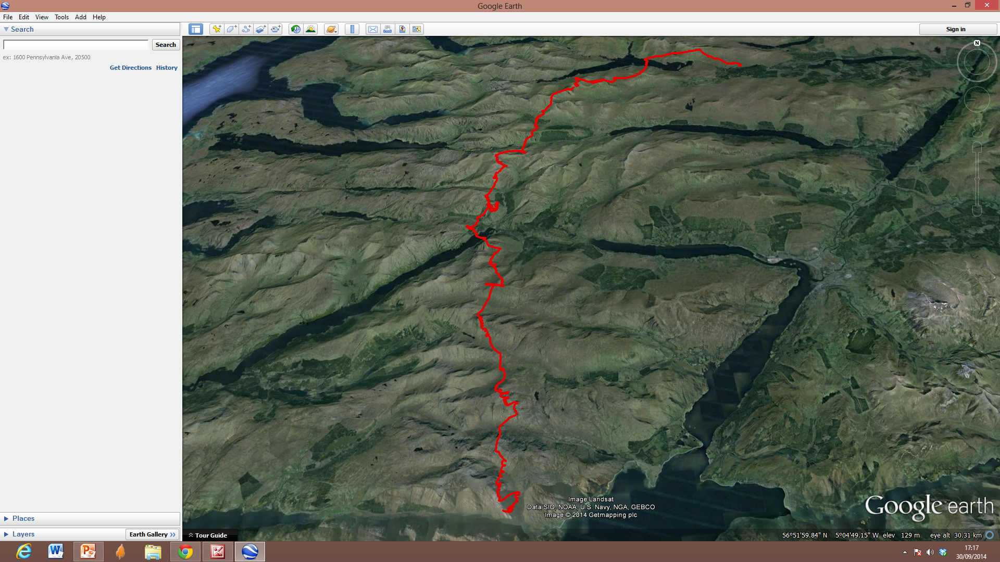 Google Earth
File Edit View Tools Add Help
Search
Sign in
Search
ex: 1600 Pennsylvania Ave, 20500
Get Directions History
N
Image Landsat
Data SIO, NOAA, U.S. Navy, NGA, GEBCO
Image © 2014 Getmapping plc
Google earth
Places
Layers
Earth Gallery »
Tour Guide
56°51'59.84" N 5°04'49.15" W elev 129 m eye alt 30.31 km
17:17
30/09/2014